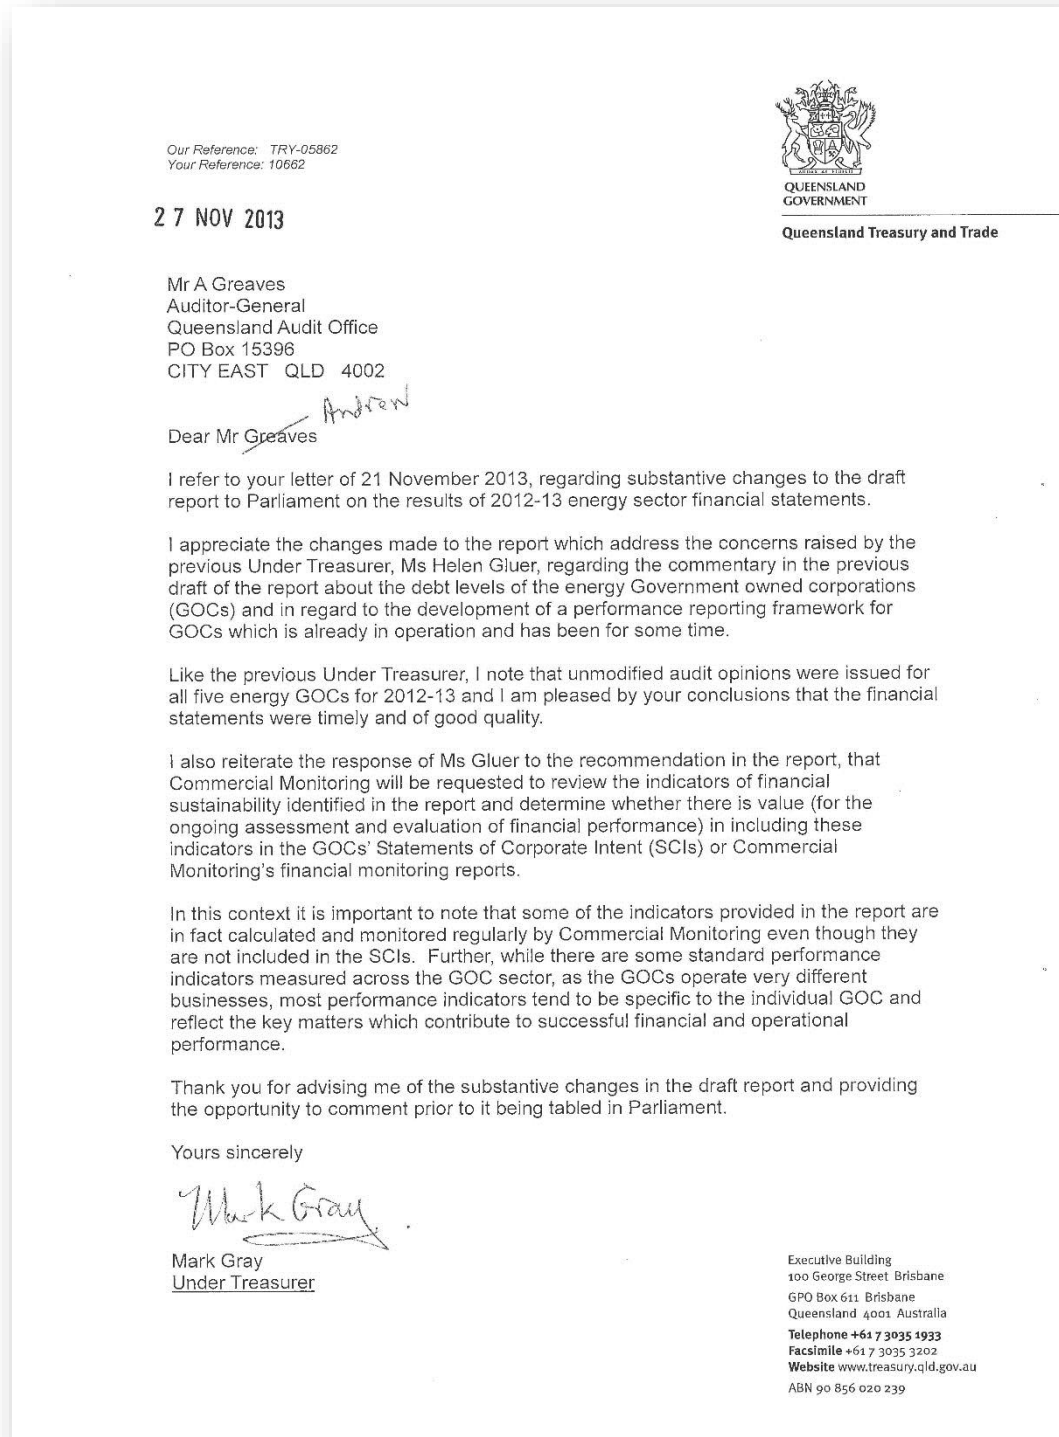 Our Reference: TRY-05862
Your Reference: 10662
27 NOV 2013
QUEENSLAND
GOVERNMENT
Queensland Treasury and Trade
Mr A Greaves
Auditor-General
Queensland Audit Office
PO Box 15396
CITY EAST QLD 4002
Andrew
Dear Mr Greaves
I refer to your letter of 21 November 2013, regarding substantive changes to the draft
report to Parliament on the results of 2012-13 energy sector financial statements.
I appreciate the changes made to the report which address the concerns raised by the
previous Under Treasurer, Ms Helen Gluer, regarding the commentary in the previous
draft of the report about the debt levels of the energy Government owned corporations
(GOCs) and in regard to the development of a performance reporting framework for
GOCs which is already in operation and has been for some time.
Like the previous Under Treasurer, I note that unmodified audit opinions were issued for
all five energy GOCs for 2012-13 and I am pleased by your conclusions that the financial
statements were timely and of good quality.
I also reiterate the response of Ms Gluer to the recommendation in the report, that
Commercial Monitoring will be requested to review the indicators of financial
sustainability identified in the report and determine whether there is value (for the
ongoing assessment and evaluation of financial performance) in including these
indicators in the GOCs' Statements of Corporate Intent (SCIs) or Commercial
Monitoring's financial monitoring reports.
In this context it is important to note that some of the indicators provided in the report are
in fact calculated and monitored regularly by Commercial Monitoring even though they
are not included in the SCIs. Further, while there are some standard performance
indicators measured across the GOC sector, as the GOCs operate very different
businesses, most performance indicators tend to be specific to the individual GOC and
reflect the key matters which contribute to successful financial and operational
performance.
Thank you for advising me of the substantive changes in the draft report and providing
the opportunity to comment prior to it being tabled in Parliament.
Yours sincerely
Mark Gray
Mark Gray
Under Treasurer
Executive Building
100 George Street Brisbane
GPO Box 611 Brisbane
Queensland 4001 Australia
Telephone +61 7 3035 1933
Facsimile +61 7 3035 3202
Website www.treasury.qld.gov.au
ABN 90 856 020 239